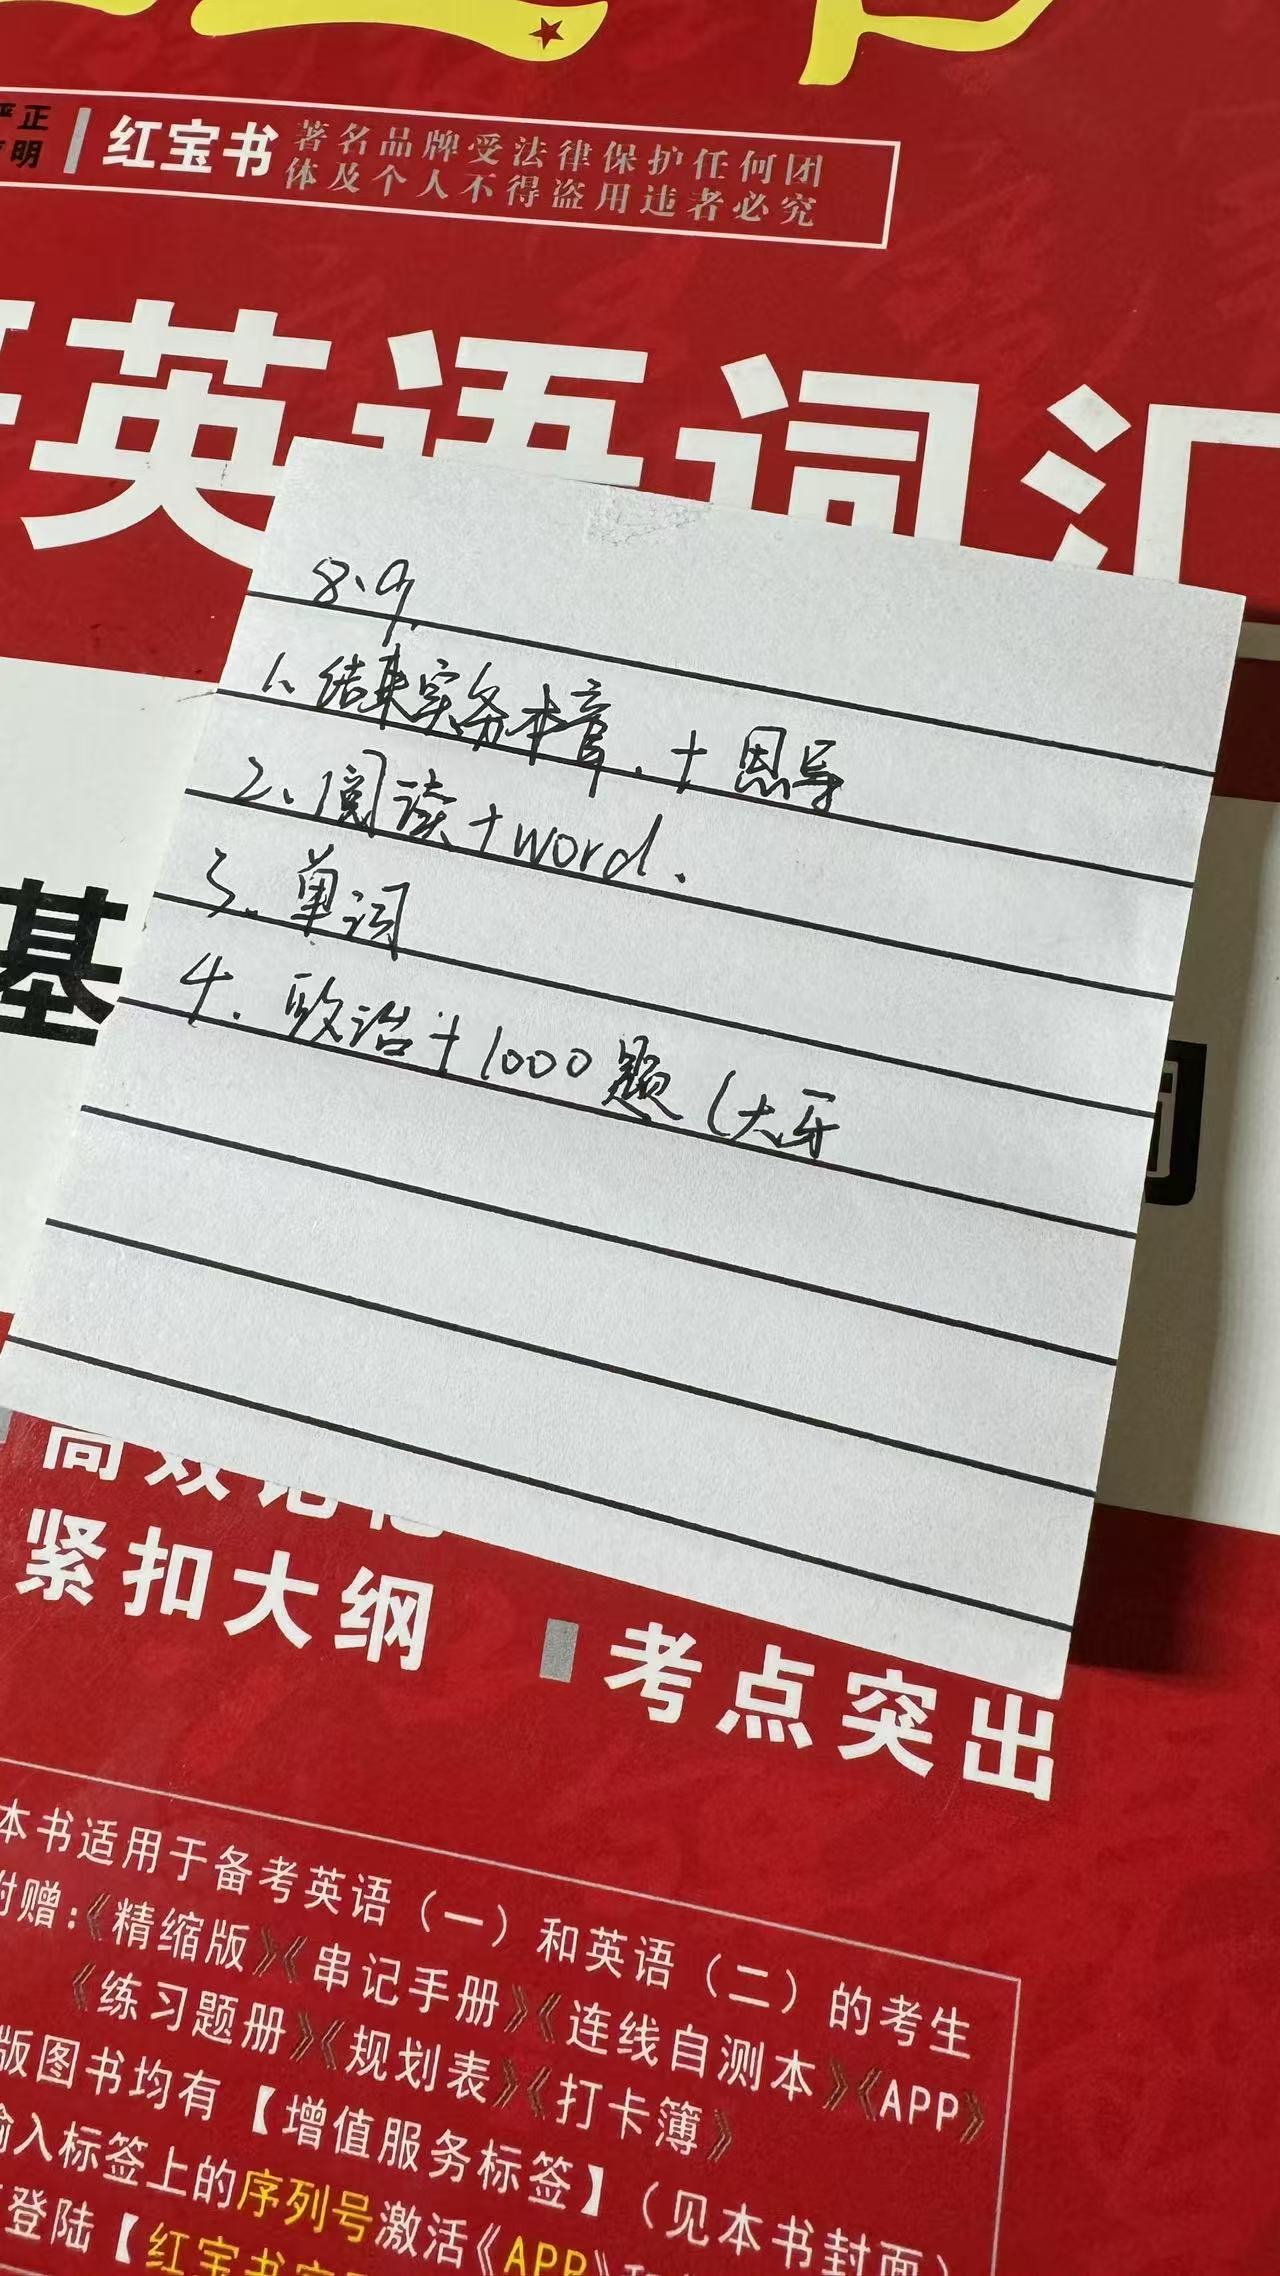 严正
声明
红宝书
著名品牌受法律保护任何团
体及个人不得盗用违者必究
英语词汇
8.9.
1、结束实务本章.+思导
2、阅读+word.
3、单词
4.政治+1000题(大牙
基
高效记忆
紧扣大纲 考点突出
本书适用于备考英语(一)和英语(二)的考生
附赠:《精缩版》《串记手册》《连线自测本》《APP》
《练习题册》《规划表》《打卡簿》
版图书均有【增值服务标签】(见本书封面)
输入标签上的序列号激活《APP》
登陆【红宝书